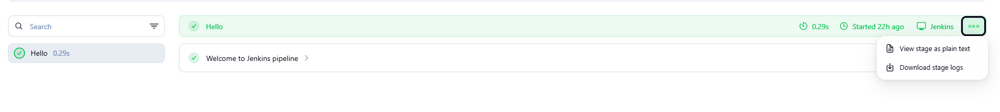 Search
Hello 0.29s
Hello 0.29s Started 22h ago Jenkins
Welcome to Jenkins pipeline
View stage as plain text
Download stage logs